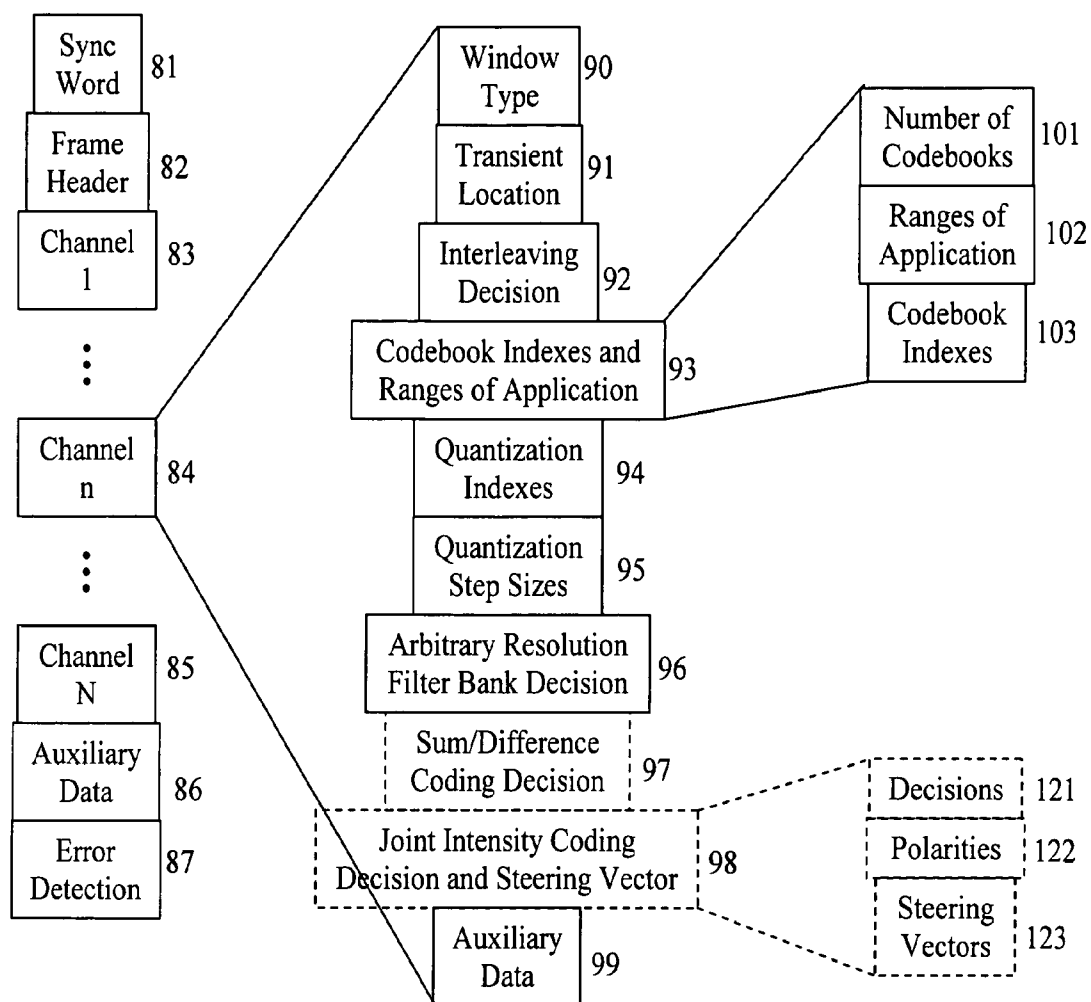 Sync
Word
81
Frame
Header
82
Channel
1
83
Channel
n
84
Channel
N
85
Auxiliary
Data
86
Error
Detection
87
Window
Type
90
Transient
Location
91
Interleaving
Decision
92
Codebook Indexes and
Ranges of Application
93
Quantization
Indexes
94
Quantization
Step Sizes
95
Arbitrary Resolution
Filter Bank Decision
96
Sum/Difference
Coding Decision
97
Joint Intensity Coding
Decision and Steering Vector
98
Auxiliary
Data
99
Number of
Codebooks
101
Ranges of
Application
102
Codebook
Indexes
103
Decisions
121
Polarities
122
Steering
Vectors
123